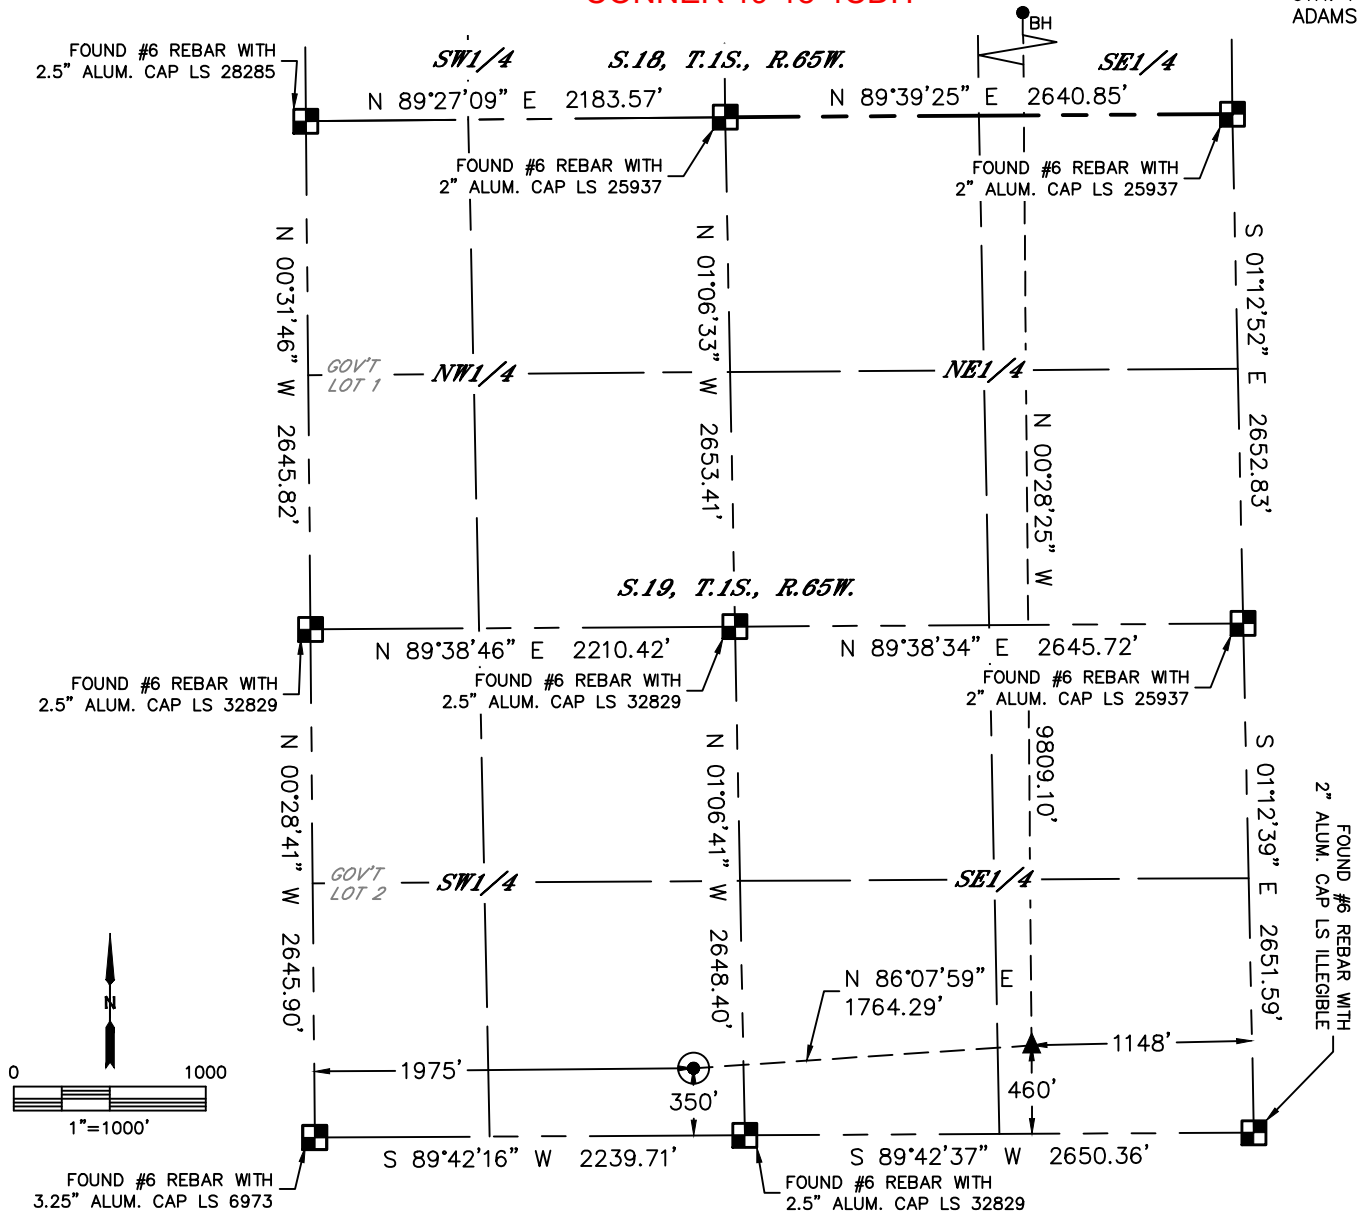 ADAMS
BH
FOUND #6 REBAR WITH
2.5" ALUM. CAP LS 28285
SW1/4
S.18, T.1S., R.65W.
SE1/4
N 89°27'09" E 2183.57'
N 89°39'25" E 2640.85'
FOUND #6 REBAR WITH
2" ALUM. CAP LS 25937
FOUND #6 REBAR WITH
2" ALUM. CAP LS 25937
N 00°31'46" W 2645.82'
N 01°06'33" W 2653.41'
S 01°12'52" E 2652.83'
GOV'T
LOT 1
NW1/4
NE1/4
N 00°28'25" W
9809.10'
S.19, T.1S., R.65W.
N 89°38'46" E 2210.42'
N 89°38'34" E 2645.72'
FOUND #6 REBAR WITH
2.5" ALUM. CAP LS 32829
FOUND #6 REBAR WITH
2.5" ALUM. CAP LS 32829
FOUND #6 REBAR WITH
2" ALUM. CAP LS 25937
N 00°28'41" W 2645.90'
N 01°06'41" W 2648.40'
S 01°12'39" E 2651.59'
FOUND #6 REBAR WITH
2" ALUM. CAP LS ILLEGIBLE
GOV'T
LOT 2
SW1/4
SE1/4
N 86°07'59" E
1764.29'
N
0 1000
1"=1000'
1975'
350'
1148'
460'
S 89°42'16" W 2239.71'
S 89°42'37" W 2650.36'
FOUND #6 REBAR WITH
3.25" ALUM. CAP LS 6973
FOUND #6 REBAR WITH
2.5" ALUM. CAP LS 32829